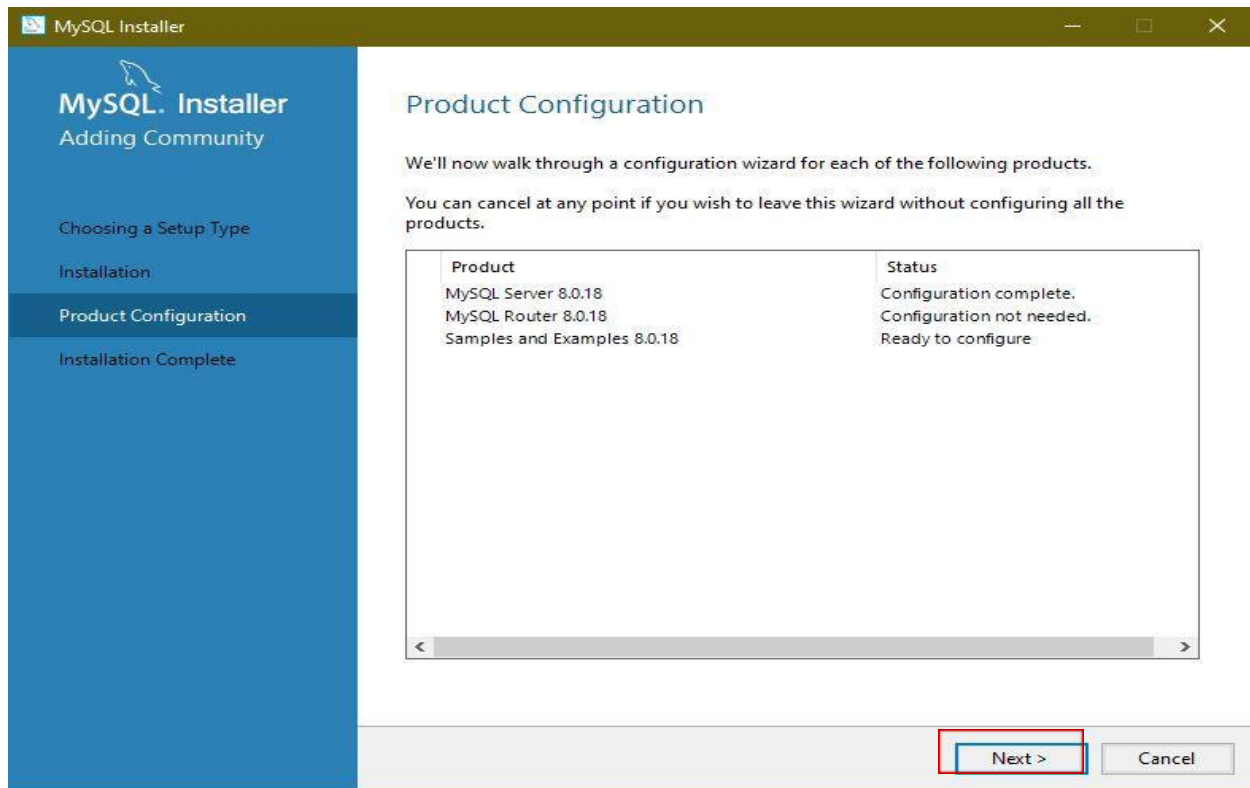 MySQL Installer
MySQL. Installer
Adding Community
Choosing a Setup Type
Installation
Product Configuration
Installation Complete
Product Configuration
We'll now walk through a configuration wizard for each of the following products.
You can cancel at any point if you wish to leave this wizard without configuring all the
products.
Product Status
MySQL Server 8.0.18 Configuration complete.
MySQL Router 8.0.18 Configuration not needed.
Samples and Examples 8.0.18 Ready to configure
Next > Cancel